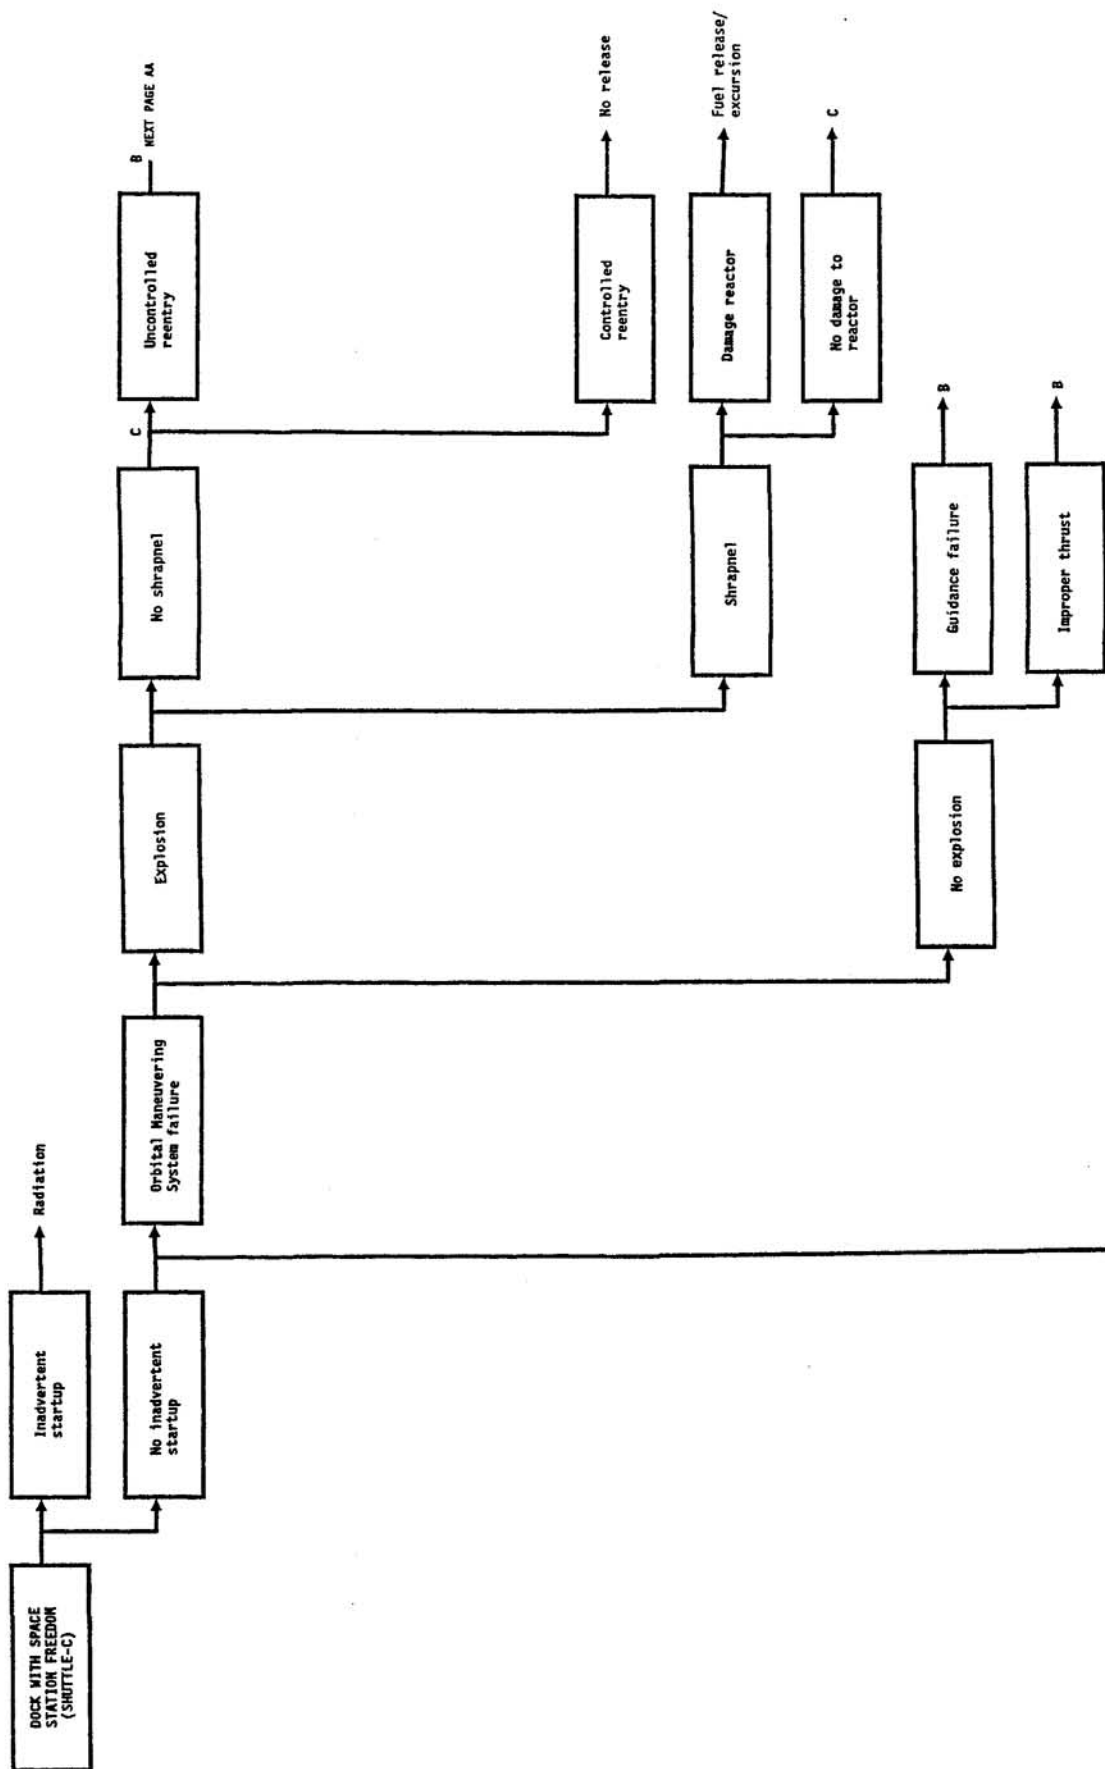 DOCK WITH SPACE
STATION FREEDOM
(SHUTTLE-C)
Inadvertent
startup
Radiation
No inadvertent
startup
Orbital Maneuvering
System failure
Explosion
No shrapnel
C
Uncontrolled
reentry
B
NEXT PAGE AA
Controlled
reentry
No release
Shrapnel
Damage reactor
Fuel release/
excursion
No damage to
reactor
C
No explosion
Guidance failure
B
Improper thrust
B